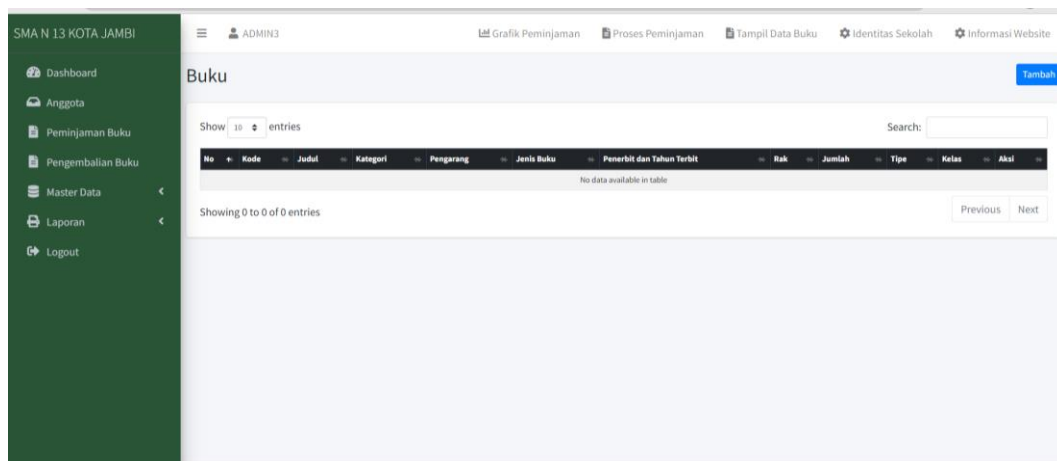 SMA N 13 KOTA JAMBI
ADMIN3 Grafik Peminjaman Proses Peminjaman Tampil Data Buku Identitas Sekolah Informasi Website
Dashboard
Anggota
Peminjaman Buku
Pengembalian Buku
Master Data
Laporan
Logout
Buku Tambah
Show 10 entries Search:
No Kode Judul Kategori Pengarang Jenis Buku Penerbit dan Tahun Terbit Rak Jumlah Tipe Kelas Aksi
No data available in table
Showing 0 to 0 of 0 entries Previous Next